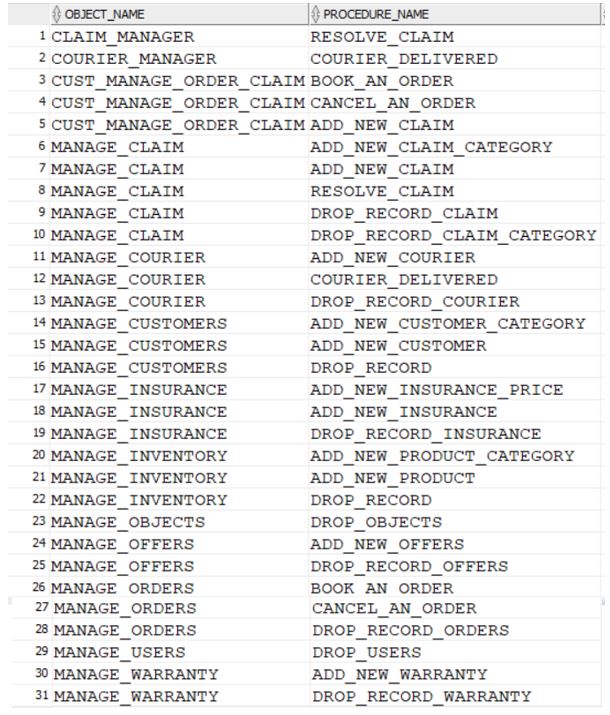 OBJECT_NAME PROCEDURE_NAME
1 CLAIM_MANAGER RESOLVE_CLAIM
2 COURIER_MANAGER COURIER_DELIVERED
3 CUST_MANAGE_ORDER_CLAIM BOOK_AN_ORDER
4 CUST_MANAGE_ORDER_CLAIM CANCEL_AN_ORDER
5 CUST_MANAGE_ORDER_CLAIM ADD_NEW_CLAIM
6 MANAGE_CLAIM ADD_NEW_CLAIM_CATEGORY
7 MANAGE_CLAIM ADD_NEW_CLAIM
8 MANAGE_CLAIM RESOLVE_CLAIM
9 MANAGE_CLAIM DROP_RECORD_CLAIM
10 MANAGE_CLAIM DROP_RECORD_CLAIM_CATEGORY
11 MANAGE_COURIER ADD_NEW_COURIER
12 MANAGE_COURIER COURIER_DELIVERED
13 MANAGE_COURIER DROP_RECORD_COURIER
14 MANAGE_CUSTOMERS ADD_NEW_CUSTOMER_CATEGORY
15 MANAGE_CUSTOMERS ADD_NEW_CUSTOMER
16 MANAGE_CUSTOMERS DROP_RECORD
17 MANAGE_INSURANCE ADD_NEW_INSURANCE_PRICE
18 MANAGE_INSURANCE ADD_NEW_INSURANCE
19 MANAGE_INSURANCE DROP_RECORD_INSURANCE
20 MANAGE_INVENTORY ADD_NEW_PRODUCT_CATEGORY
21 MANAGE_INVENTORY ADD_NEW_PRODUCT
22 MANAGE_INVENTORY DROP_RECORD
23 MANAGE_OBJECTS DROP_OBJECTS
24 MANAGE_OFFERS ADD_NEW_OFFERS
25 MANAGE_OFFERS DROP_RECORD_OFFERS
26 MANAGE_ORDERS BOOK_AN_ORDER
27 MANAGE_ORDERS CANCEL_AN_ORDER
28 MANAGE_ORDERS DROP_RECORD_ORDERS
29 MANAGE_USERS DROP_USERS
30 MANAGE_WARRANTY ADD_NEW_WARRANTY
31 MANAGE_WARRANTY DROP_RECORD_WARRANTY